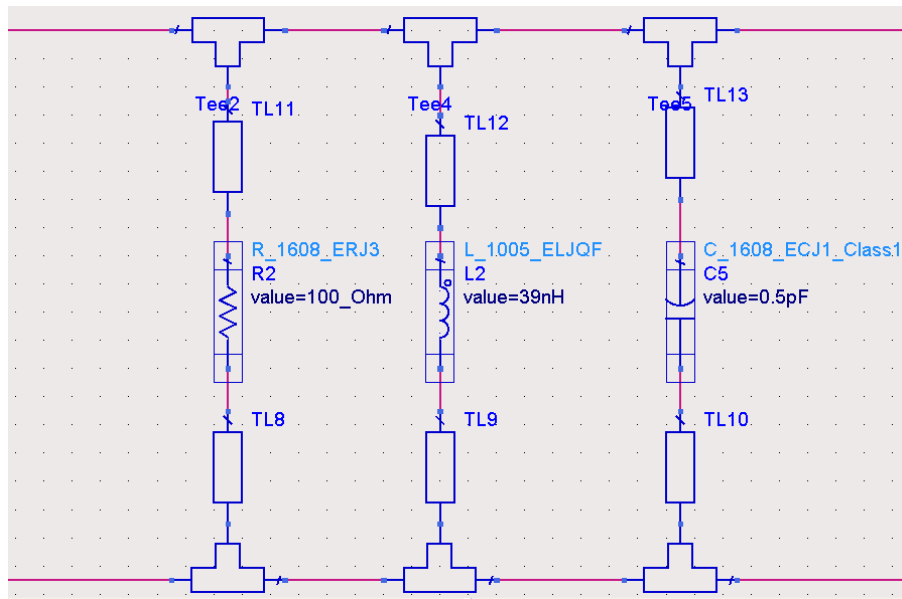 Tee2
TL11
Tee4
TL12
Tee5
TL13
R_1608_ERJ3
R2
value=100_Ohm
L_1005_ELJQF
L2
value=39nH
C_1608_ECJ1_Class1
C5
value=0.5pF
TL8
TL9
TL10